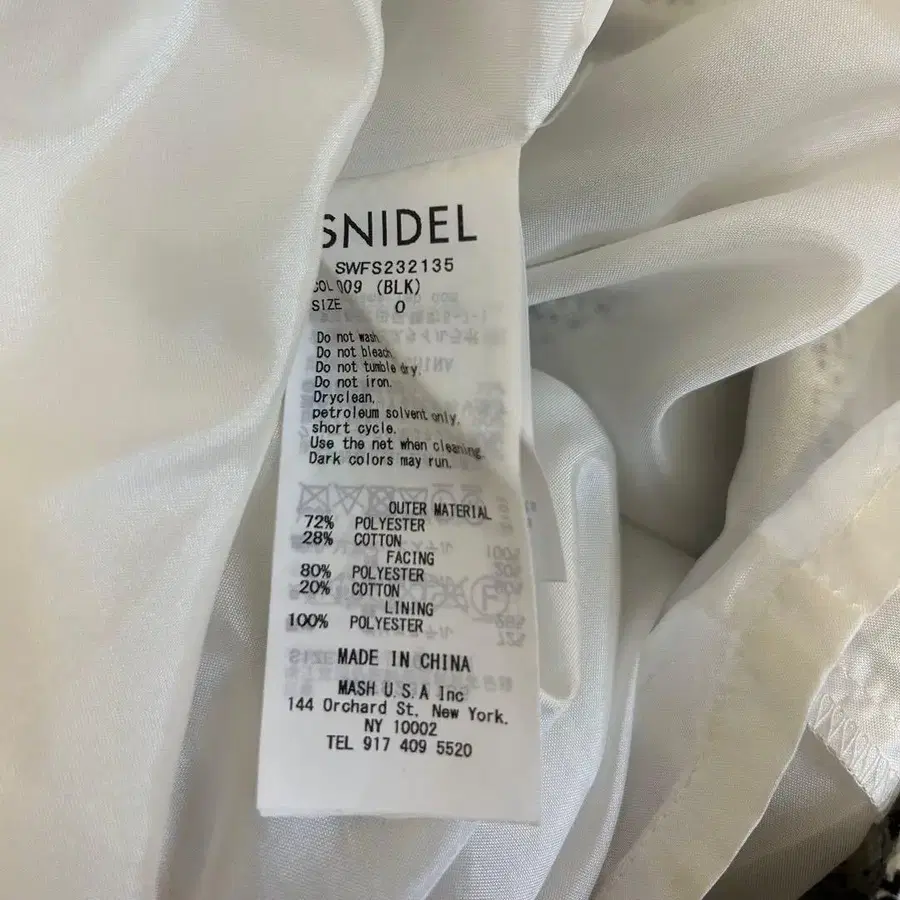 SNIDEL
SWFS232135
COL 009 (BLK)
SIZE 0
Do not wash
Do not bleach
Do not tumble dry.
Do not iron.
Dryclean.
petroleum solvent only.
short cycle.
Use the net when cleaning.
Dark colors may run.
OUTER MATERIAL
72% POLYESTER
28% COTTON
FACING
80% POLYESTER
20% COTTON
LINING
100% POLYESTER
MADE IN CHINA
MASH U.S.A Inc
144 Orchard St. New York.
NY 10002
TEL 917 409 5520